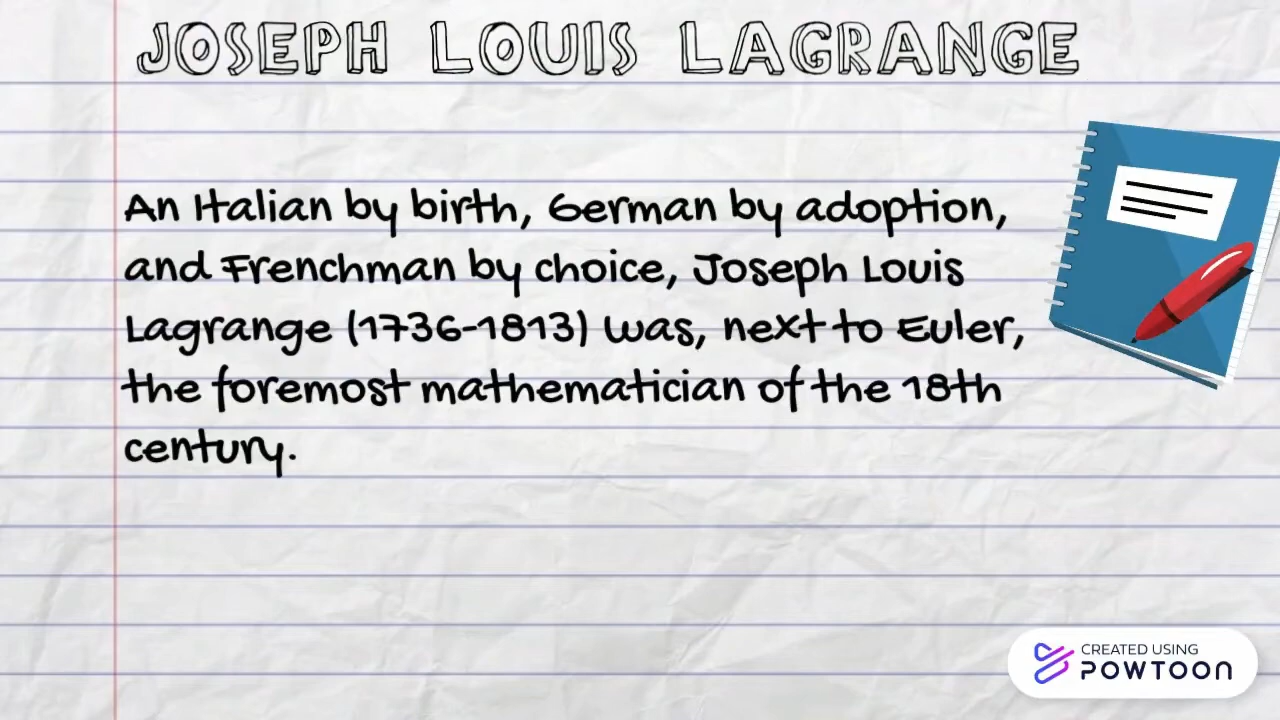 JOSEPH LOUIS LAGRANGE
An Italian by birth, German by adoption,
and Frenchman by choice, Joseph Louis
Lagrange (1736-1813) was, next to Euler,
the foremost mathematician of the 18th
century.
CREATED USING
POWTOON